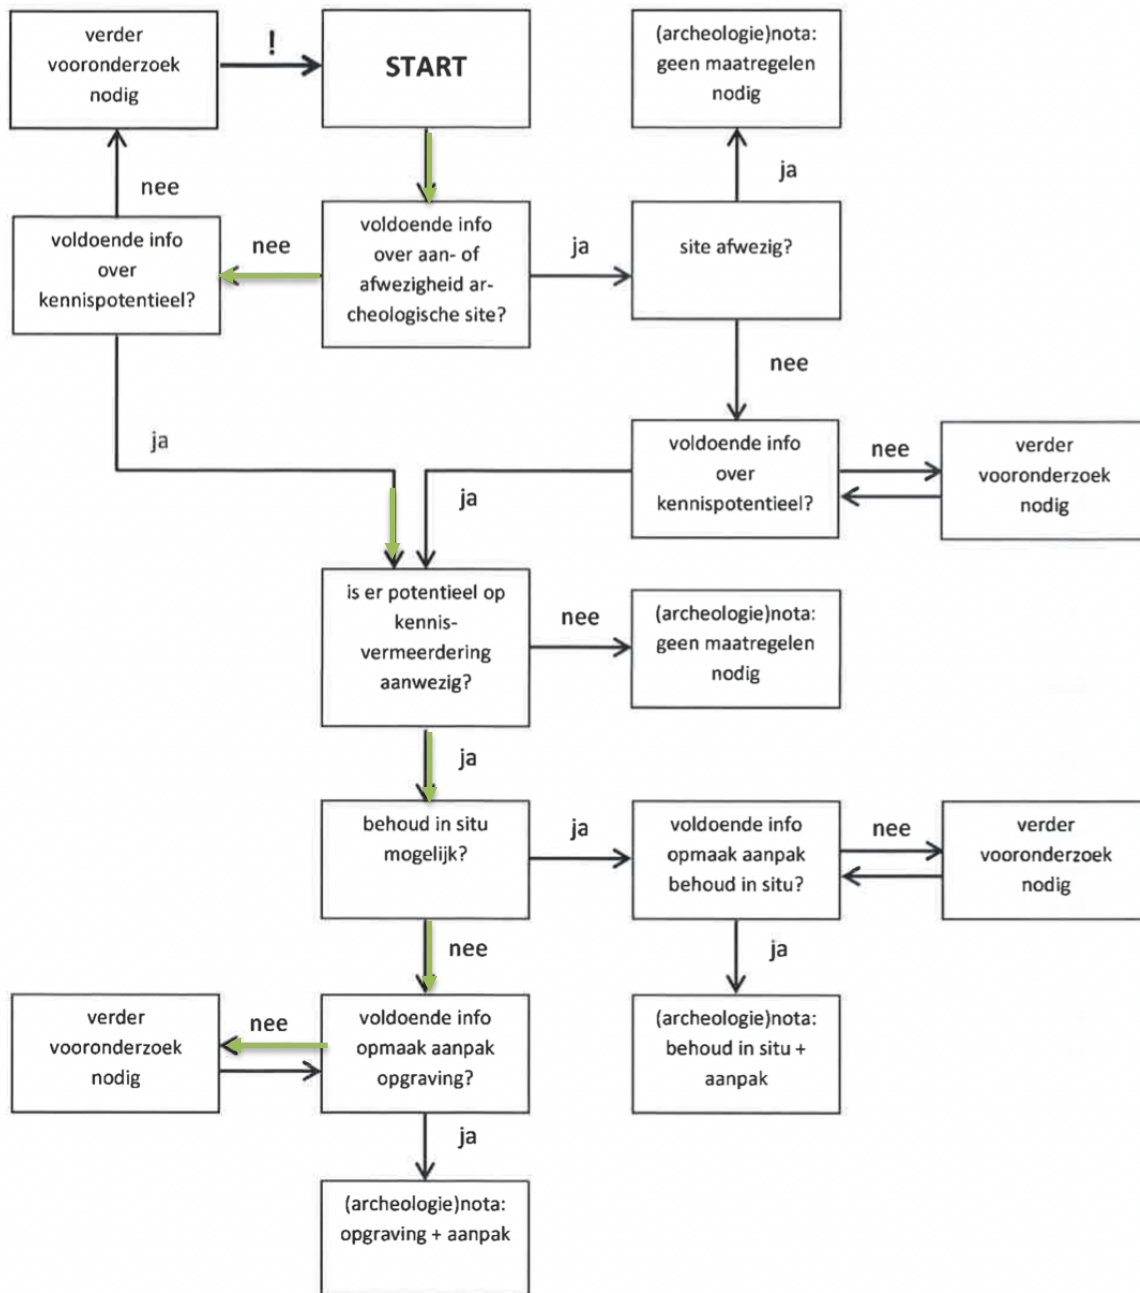 verder
vooronderzoek
nodig
!
START
(archeologie)nota:
geen maatregelen
nodig
nee
ja
voldoende info
over
kennispotentieel?
nee
voldoende info
over aan- of
afwezigheid ar-
cheologische site?
ja
site afwezig?
nee
ja
voldoende info
over
kennispotentieel?
nee
verder
vooronderzoek
nodig
ja
is er potentieel op
kennis-
vermeerdering
aanwezig?
nee
(archeologie)nota:
geen maatregelen
nodig
ja
behoud in situ
mogelijk?
ja
voldoende info
opmaak aanpak
behoud in situ?
nee
verder
vooronderzoek
nodig
nee
ja
verder
vooronderzoek
nodig
nee
voldoende info
opmaak aanpak
opgraving?
(archeologie)nota:
behoud in situ +
aanpak
ja
(archeologie)nota:
opgraving + aanpak